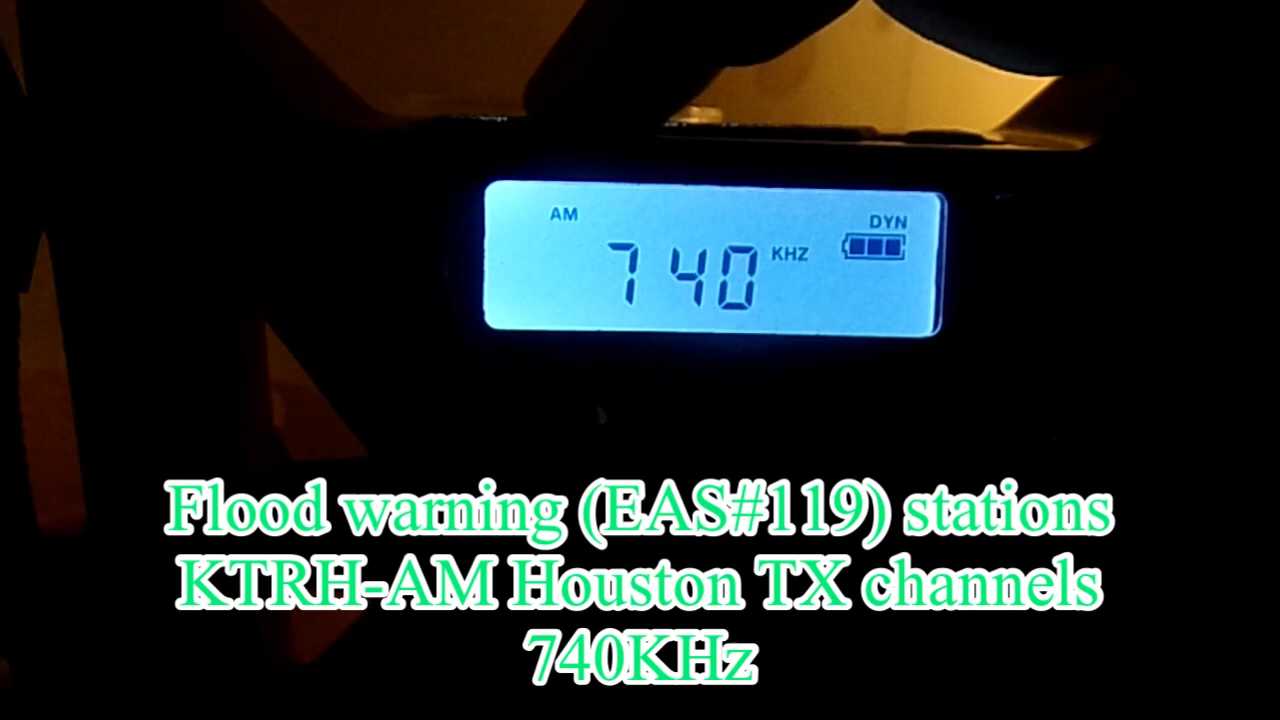 AM
DYN
740 KHZ
Flood warning (EAS#119) stations
KTRH-AM Houston TX channels
740KHz